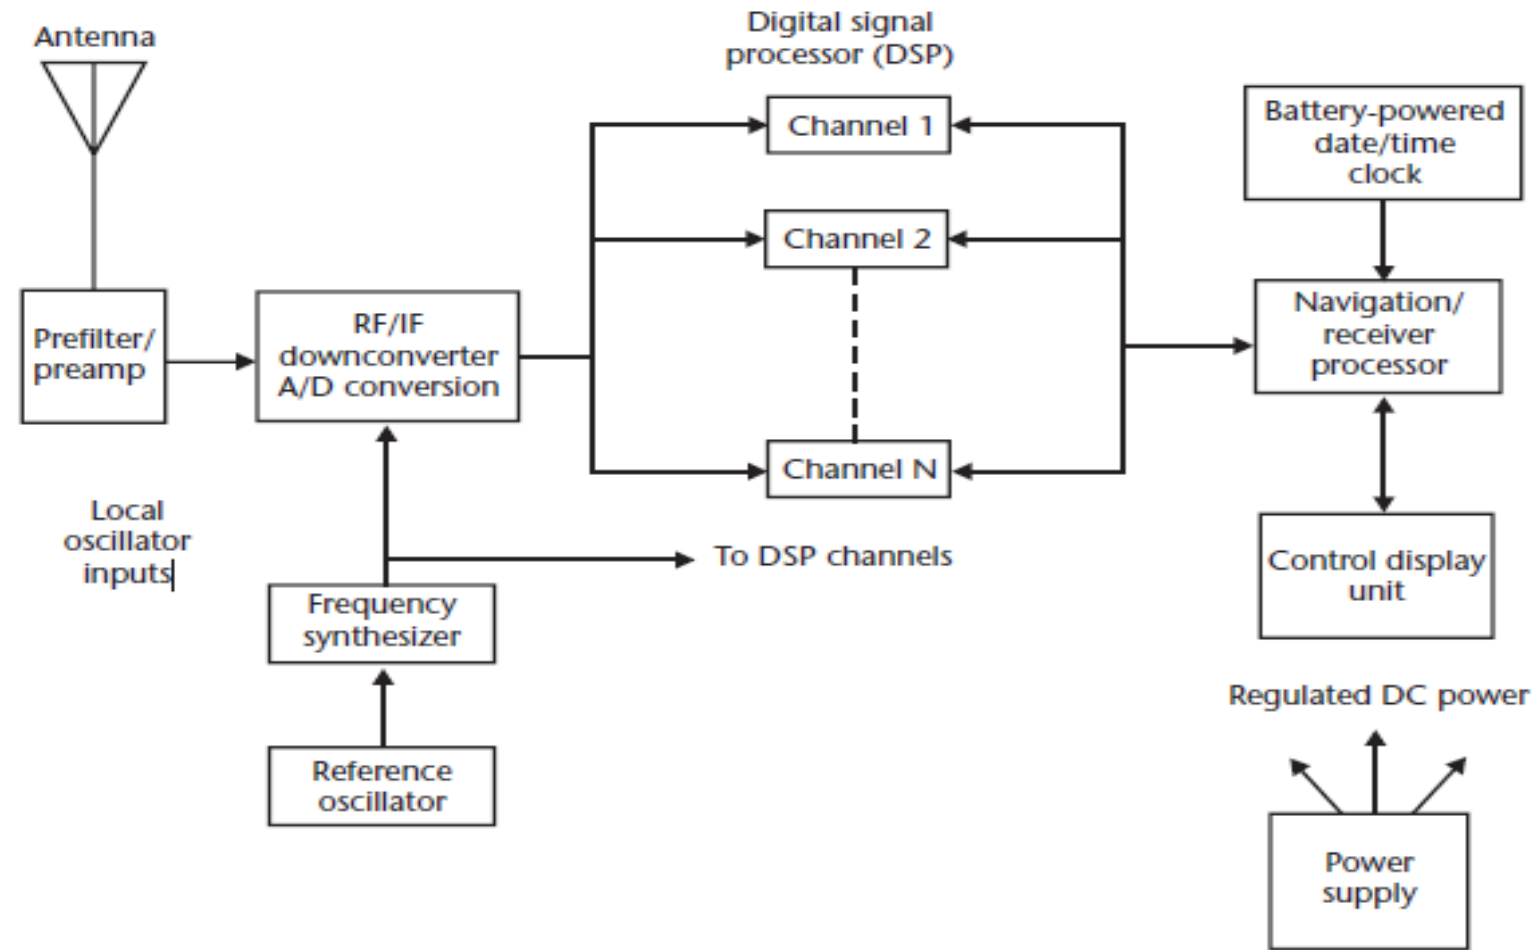 Antenna
Digital signal
processor (DSP)
Channel 1
Battery-powered
date/time
clock
Channel 2
Prefilter/
preamp
RF/IF
downconverter
A/D conversion
Navigation/
receiver
processor
Channel N
Local
oscillator
inputs
To DSP channels
Control display
unit
Frequency
synthesizer
Regulated DC power
Reference
oscillator
Power
supply